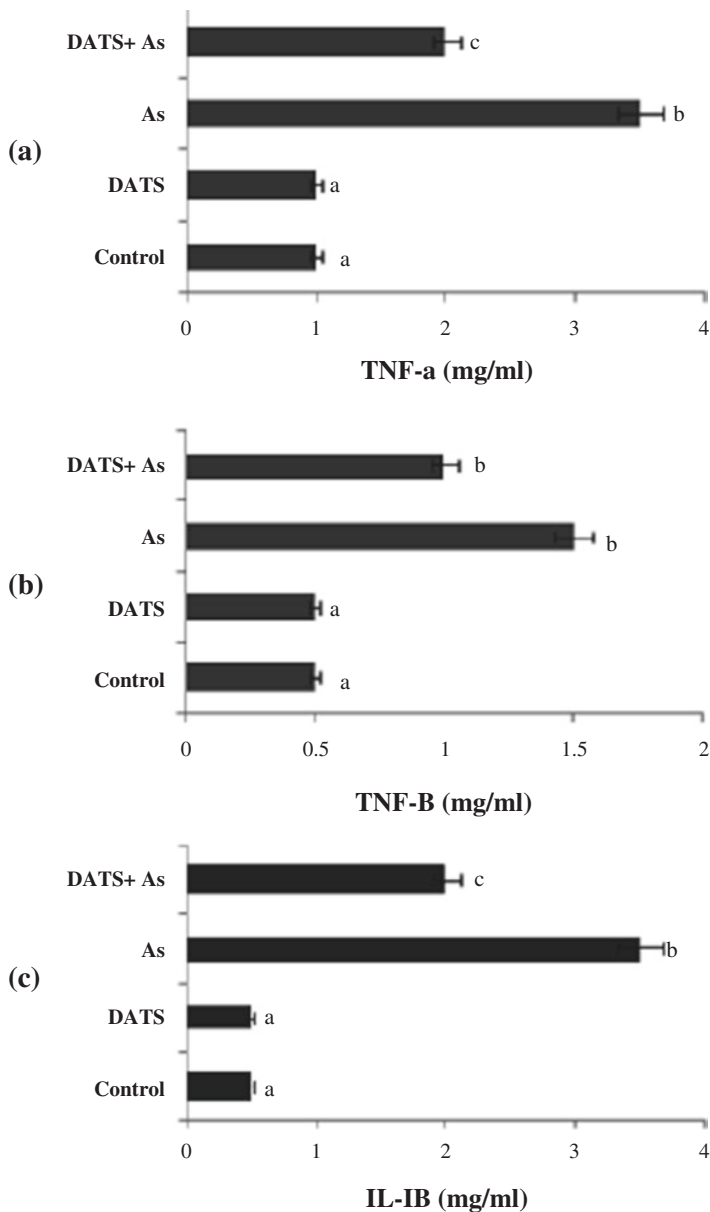 DATS+ As
c
As
b
(a)
DATS
a
Control
a
0 1 2 3 4
TNF-a (mg/ml)
DATS+ As
b
As
b
(b)
DATS
a
Control
a
0 0.5 1 1.5 2
TNF-B (mg/ml)
DATS+ As
c
As
b
(c)
DATS
a
Control
a
0 1 2 3 4
IL-IB (mg/ml)